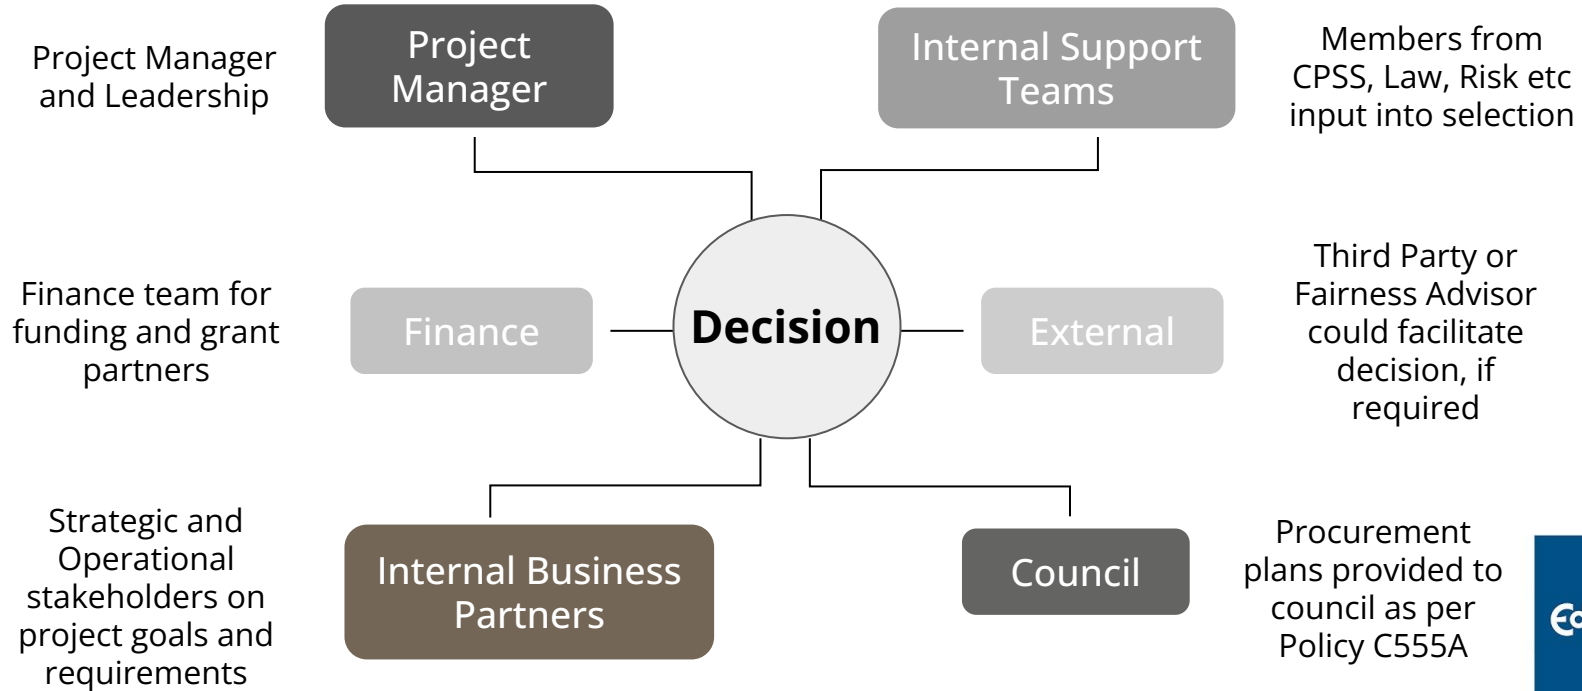 Project Manager
and Leadership
Project
Manager
Internal Support
Teams
Members from
CPSS, Law, Risk etc
input into selection
Finance team for
funding and grant
partners
Finance
Decision
External
Third Party or
Fairness Advisor
could facilitate
decision, if
required
Strategic and
Operational
stakeholders on
project goals and
requirements
Internal Business
Partners
Council
Procurement
plans provided to
council as per
Policy C555A